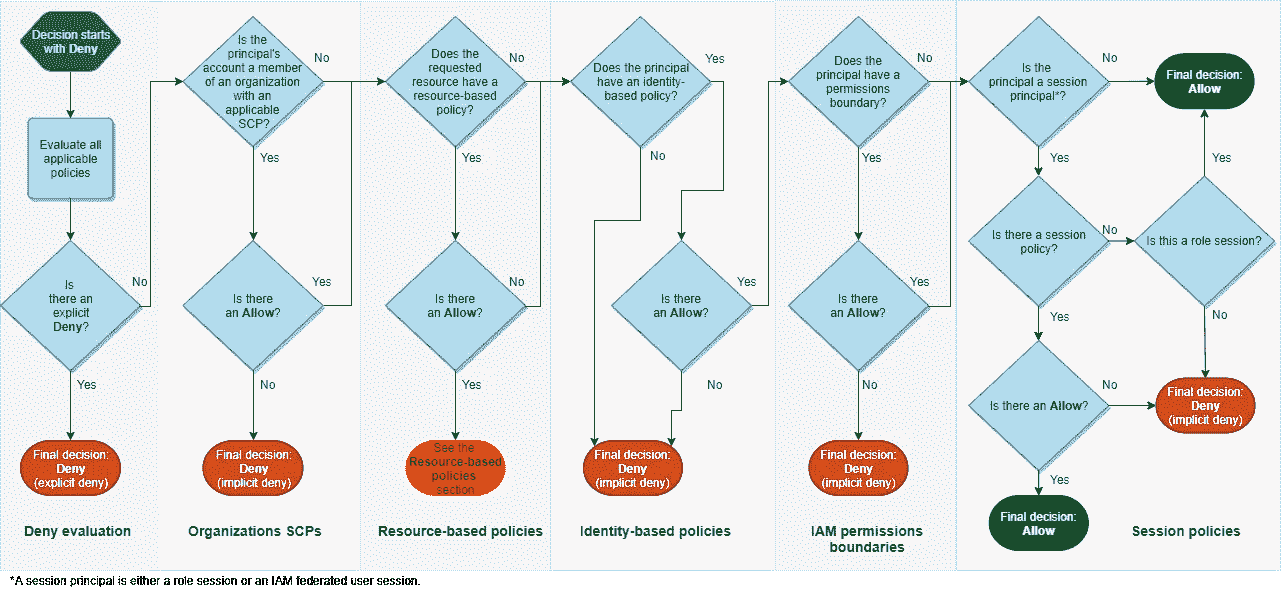 Decision starts
with Deny
Evaluate all
applicable
policies
Is
there an
explicit
Deny?
No
Yes
Final decision:
Deny
(explicit deny)
Deny evaluation
Is the
principal's
account a member
of an organization
with an
applicable
SCP?
No
Yes
Is there
an Allow?
Yes
No
Final decision:
Deny
(implicit deny)
Organizations SCPs
Does the
requested
resource have a
resource-based
policy?
No
Yes
Is there
an Allow?
No
Yes
See the
Resource-based
policies
section
Resource-based policies
Does the principal
have an identity-
based policy?
Yes
No
Is there
an Allow?
Yes
No
Final decision:
Deny
(implicit deny)
Identity-based policies
Does the
principal have a
permissions
boundary?
No
Yes
Is there
an Allow?
Yes
No
Final decision:
Deny
(implicit deny)
IAM permissions
boundaries
Is the
principal a session
principal*?
No
Final decision:
Allow
Yes
Yes
Is there a session
policy?
No
Is this a role session?
Yes
No
Is there an Allow?
No
Final decision:
Deny
(implicit deny)
Yes
Final decision:
Allow
Session policies
*A session principal is either a role session or an IAM federated user session.